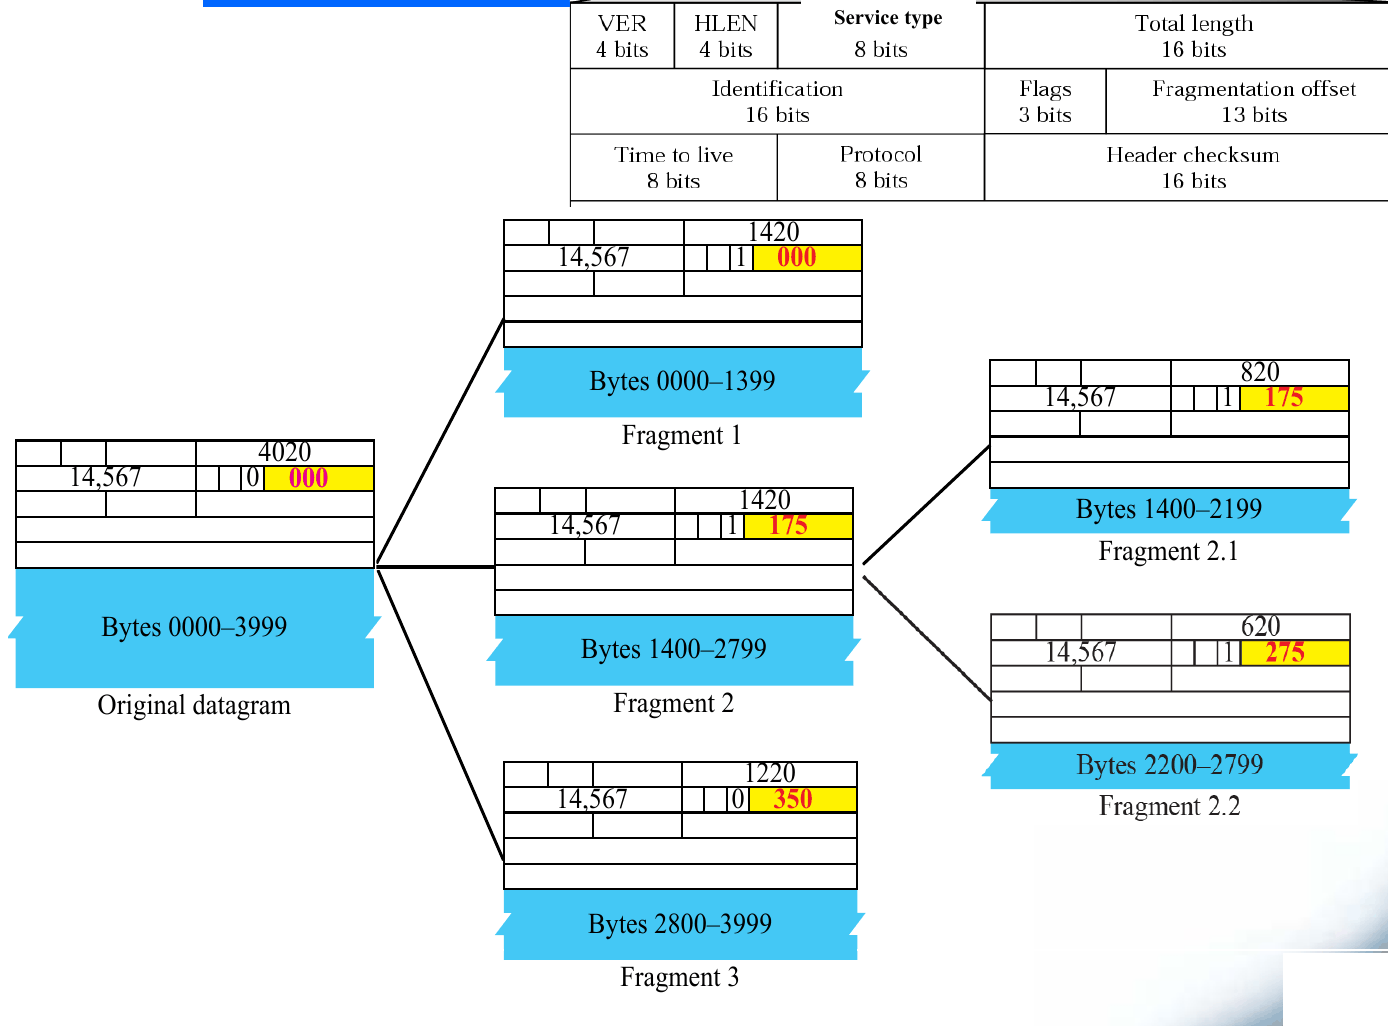 VER HLEN Service type Total length
4 bits 4 bits 8 bits 16 bits
Identification Flags Fragmentation offset
16 bits 3 bits 13 bits
Time to live Protocol Header checksum
8 bits 8 bits 16 bits
1420
14,567 1 000
Bytes 0000–1399
Fragment 1
4020
14,567 0 000
Bytes 0000–3999
Original datagram
1420
14,567 1 175
Bytes 1400–2799
Fragment 2
1220
14,567 0 350
Bytes 2800–3999
Fragment 3
820
14,567 1 175
Bytes 1400–2199
Fragment 2.1
620
14,567 1 275
Bytes 2200–2799
Fragment 2.2